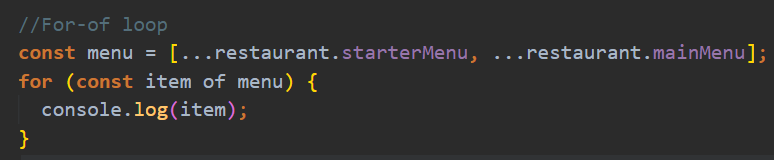 //For-of loop
const menu = [...restaurant.starterMenu, ...restaurant.mainMenu];
for (const item of menu) {
  console.log(item);
}